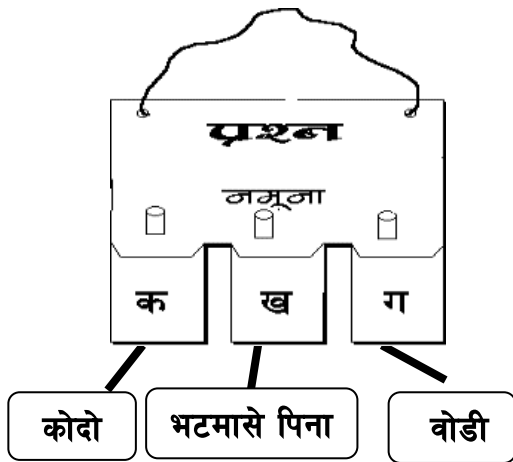 प्रश्न
नमूना
क ख ग
कोदो भटमासे पिना वोडी